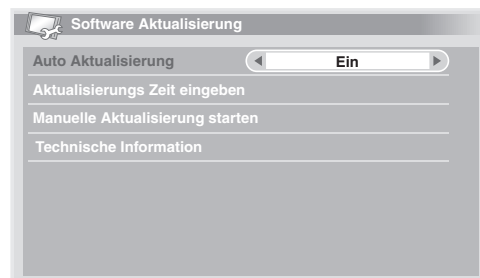 Software Aktualisierung
Auto Aktualisierung Ein
Aktualisierungs Zeit eingeben
Manuelle Aktualisierung starten
Technische Information